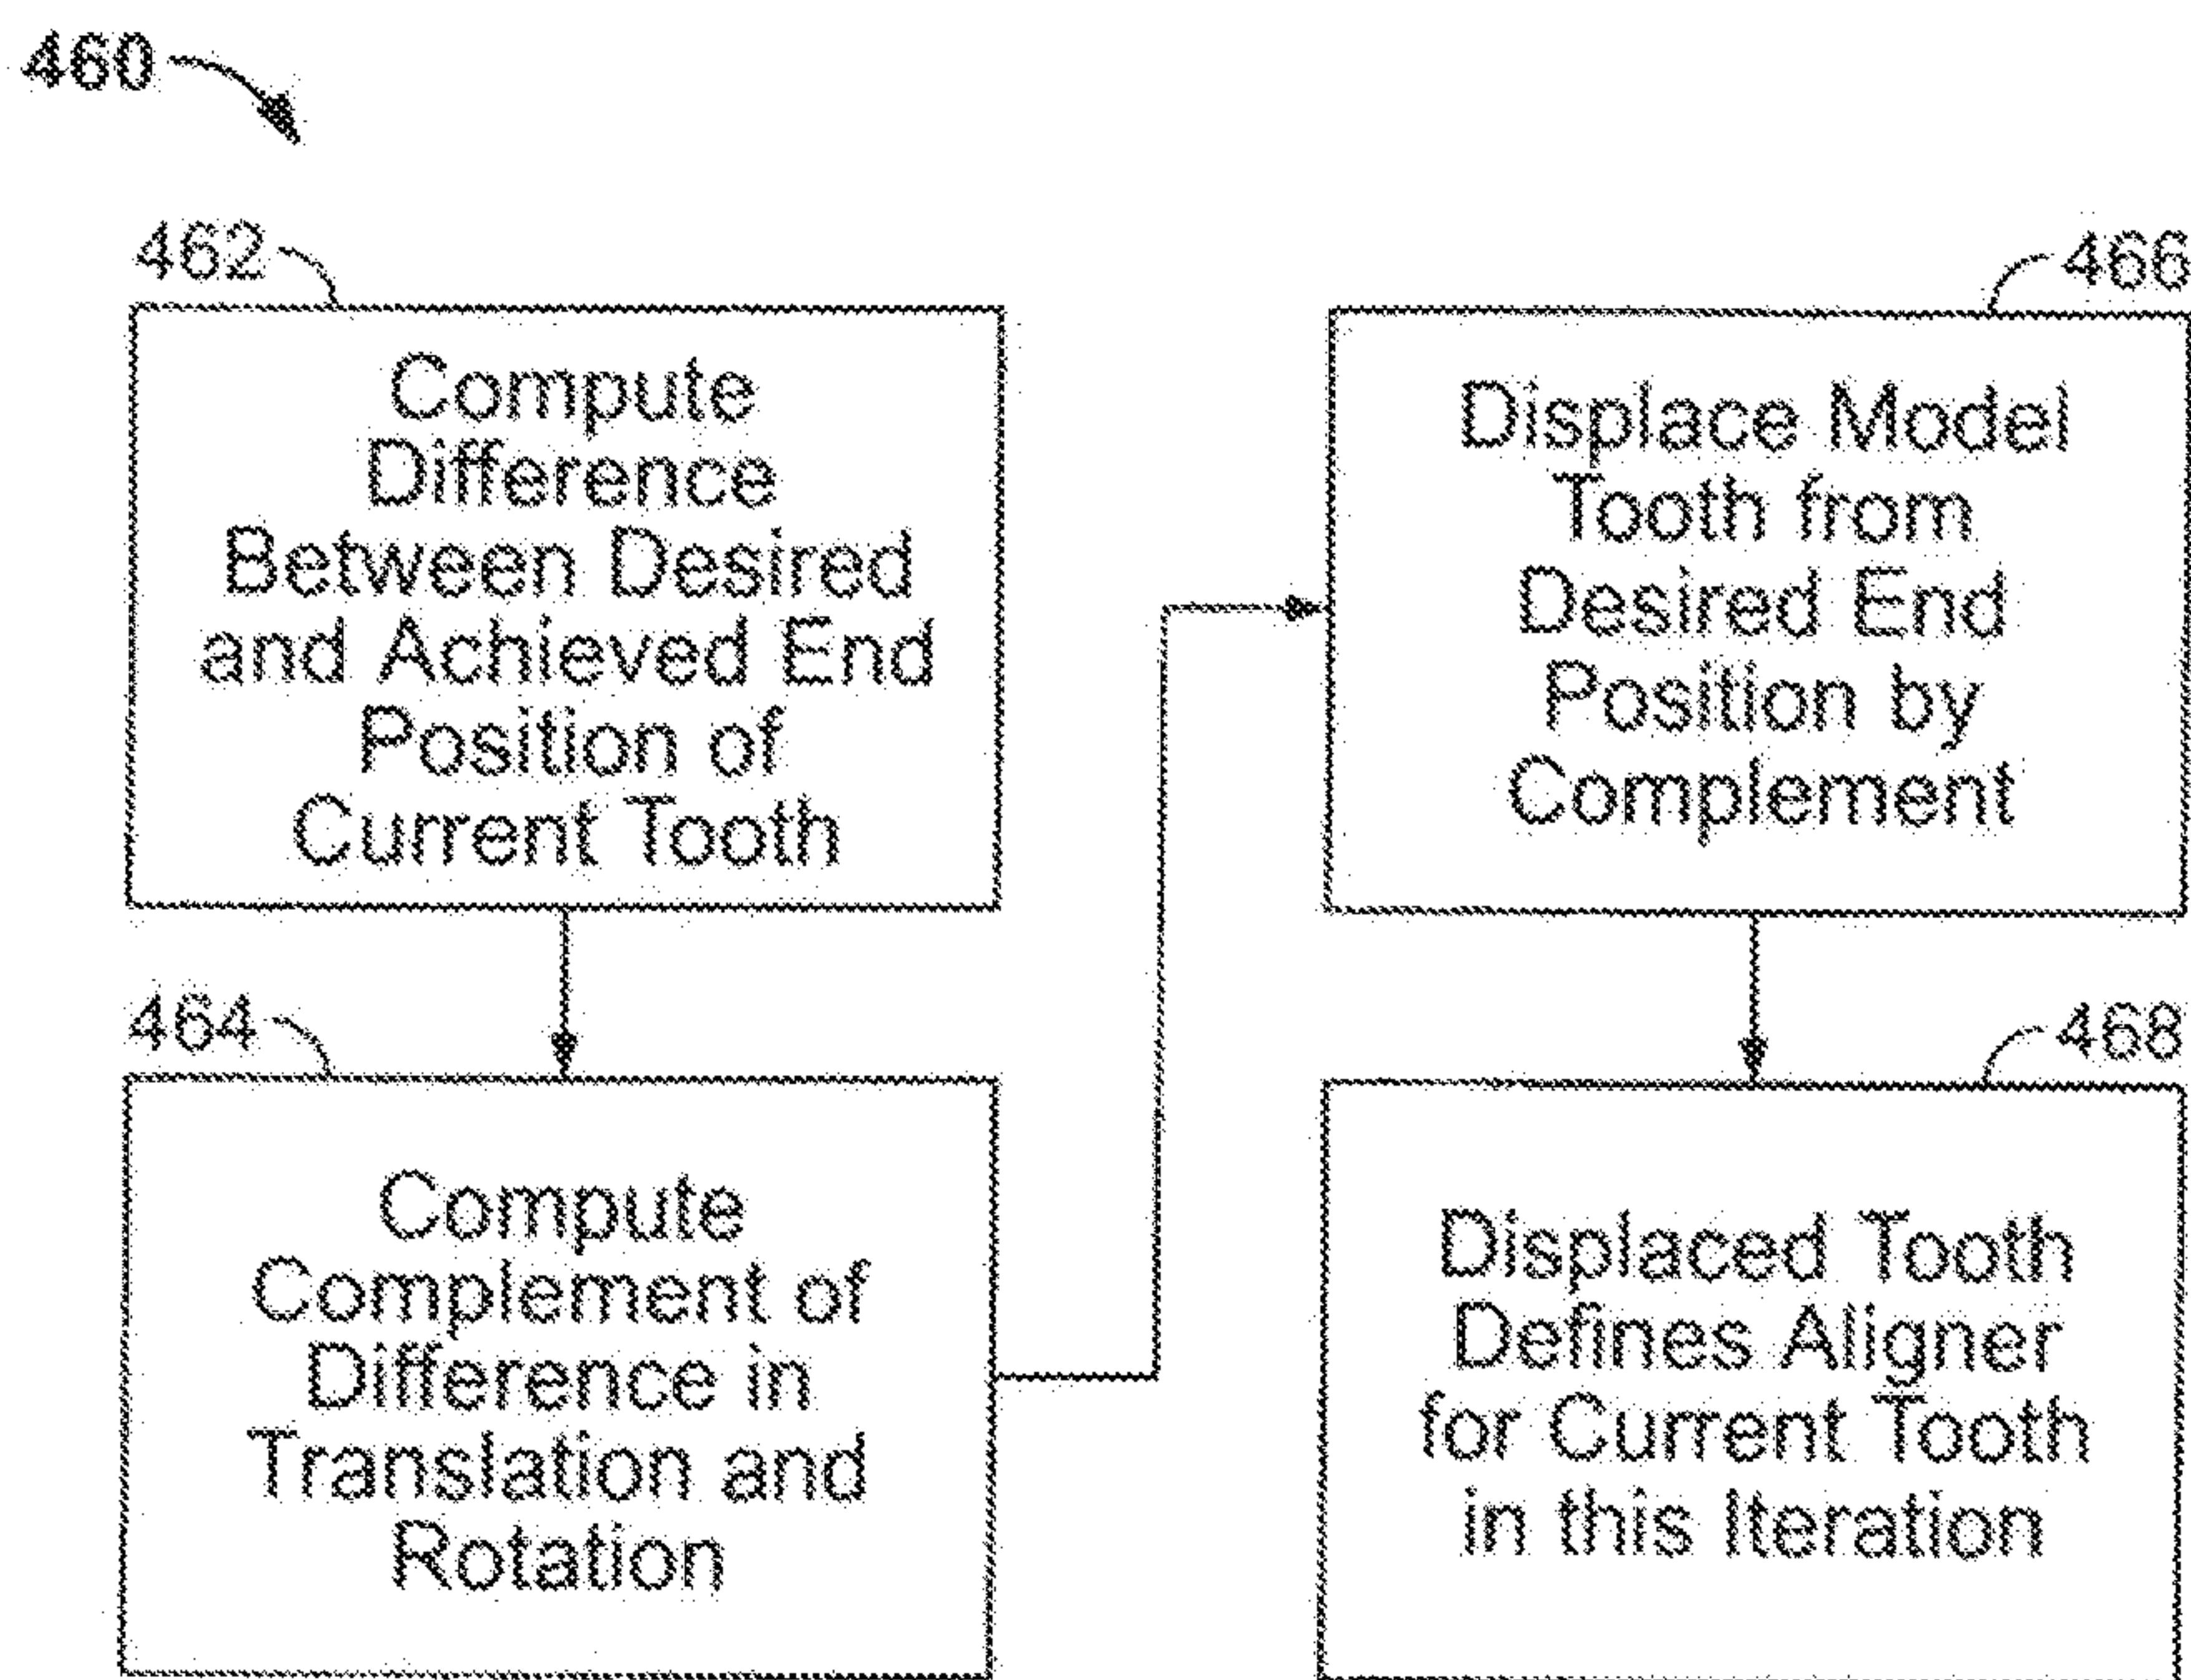 460
462
Compute
Difference
Between Desired
and Achieved End
Position of
Current Tooth
464
Compute
Complement of
Difference in
Translation and
Rotation
466
Displace Model
Tooth from
Desired End
Position by
Complement
468
Displaced Tooth
Defines Aligner
for Current Tooth
in this Iteration